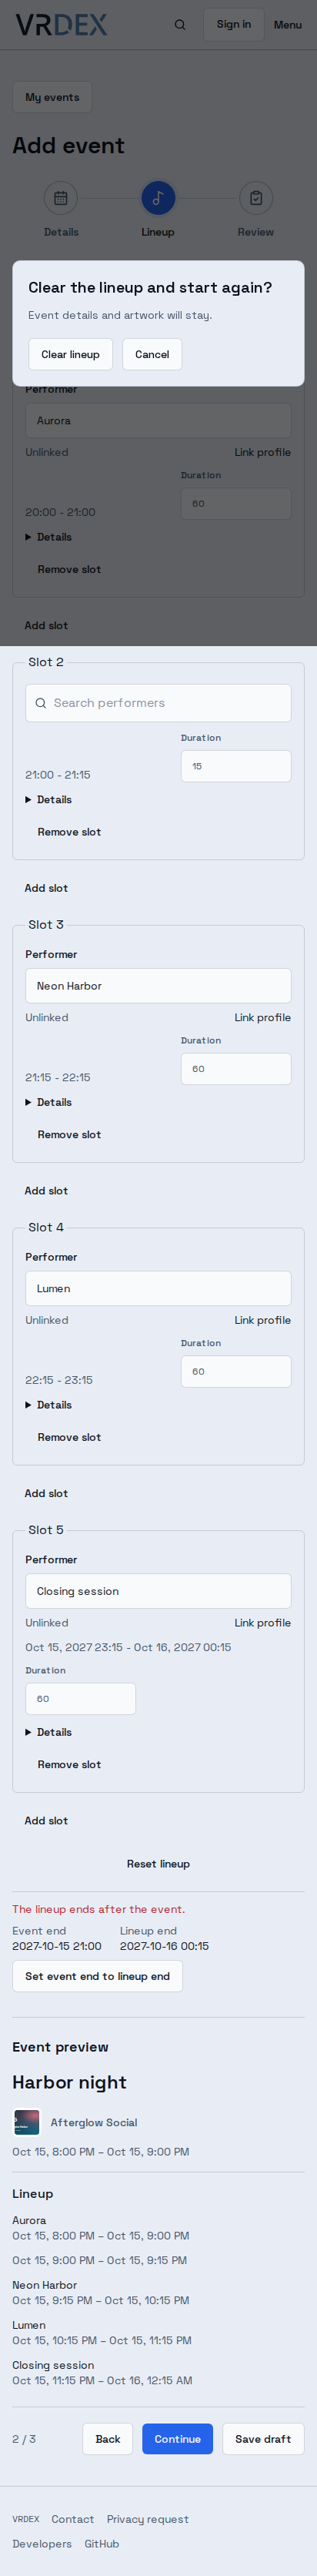 VRDEX
Sign in
Menu
My events
Add event
Details
Lineup
Review
Clear the lineup and start again?
Event details and artwork will stay.
Clear lineup
Cancel
Performer
Aurora
Unlinked
Link profile
Duration
20:00 - 21:00
60
Details
Remove slot
Add slot
Slot 2
Search performers
Duration
21:00 - 21:15
15
Details
Remove slot
Add slot
Slot 3
Performer
Neon Harbor
Unlinked
Link profile
Duration
21:15 - 22:15
60
Details
Remove slot
Add slot
Slot 4
Performer
Lumen
Unlinked
Link profile
Duration
22:15 - 23:15
60
Details
Remove slot
Add slot
Slot 5
Performer
Closing session
Unlinked
Link profile
Oct 15, 2027 23:15 - Oct 16, 2027 00:15
Duration
60
Details
Remove slot
Add slot
Reset lineup
The lineup ends after the event.
Event end
Lineup end
2027-10-15 21:00
2027-10-16 00:15
Set event end to lineup end
Event preview
Harbor night
Afterglow Social
Oct 15, 8:00 PM – Oct 15, 9:00 PM
Lineup
Aurora
Oct 15, 8:00 PM – Oct 15, 9:00 PM
Oct 15, 9:00 PM – Oct 15, 9:15 PM
Neon Harbor
Oct 15, 9:15 PM – Oct 15, 10:15 PM
Lumen
Oct 15, 10:15 PM – Oct 15, 11:15 PM
Closing session
Oct 15, 11:15 PM – Oct 16, 12:15 AM
2 / 3
Back
Continue
Save draft
VRDEX
Contact
Privacy request
Developers
GitHub